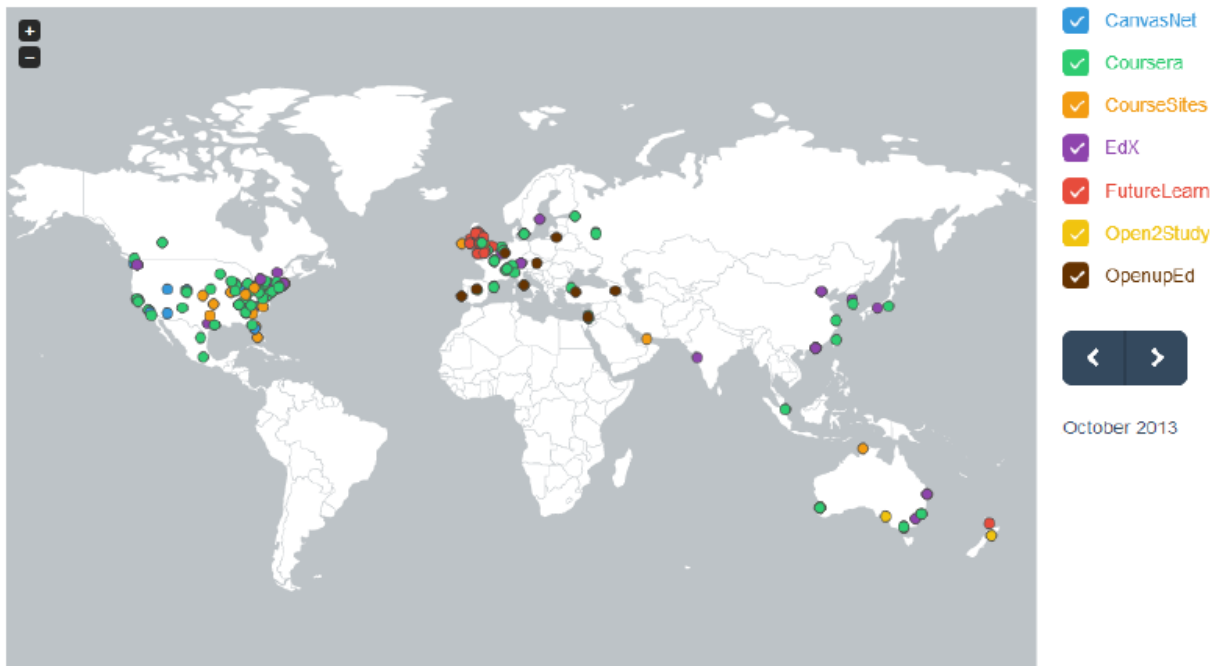 +
−
CanvasNet
Coursera
CourseSites
EdX
FutureLearn
Open2Study
OpenupEd
October 2013